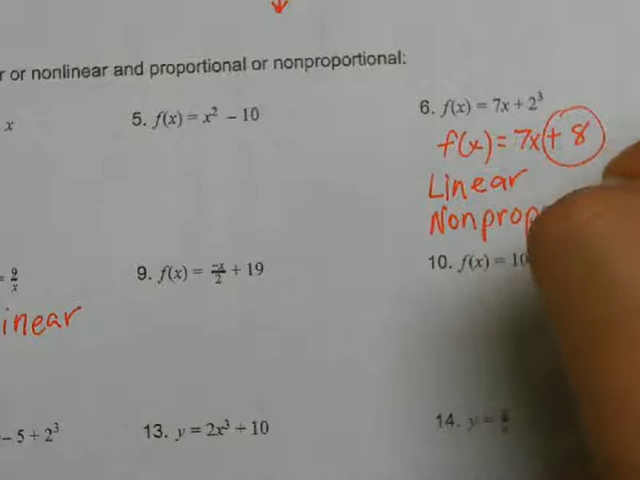 r or nonlinear and proportional or nonproportional:
x
5. f(x) = x² − 10
6. f(x) = 7x + 2³
f(x) = 7x + 8
Linear
Nonprop
= 9/x
9. f(x) = −x/2 + 19
10. f(x) = 10
inear
− 5 + 2³
13. y = 2x³ + 10
14. y =